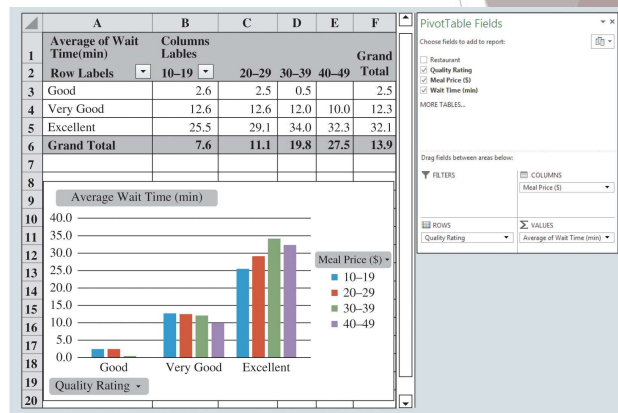 A B C D E F
1 Average of Wait Time(min) Columns Lables Grand
2 Row Labels 10–19 20–29 30–39 40–49 Total
3 Good 2.6 2.5 0.5 2.5
4 Very Good 12.6 12.6 12.0 10.0 12.3
5 Excellent 25.5 29.1 34.0 32.3 32.1
6 Grand Total 7.6 11.1 19.8 27.5 13.9
7
8
9
10
11
12
13
14
15
16
17
18
19
20
Average Wait Time (min)
40.0
35.0
30.0
25.0
20.0
15.0
10.0
5.0
0.0
Good Very Good Excellent
Quality Rating
Meal Price ($)
10–19
20–29
30–39
40–49
PivotTable Fields
Choose fields to add to report:
Restaurant
Quality Rating
Meal Price ($)
Wait Time (min)
MORE TABLES...
Drag fields between areas below:
FILTERS
COLUMNS
Meal Price ($)
ROWS
Quality Rating
Σ VALUES
Average of Wait Time (min)